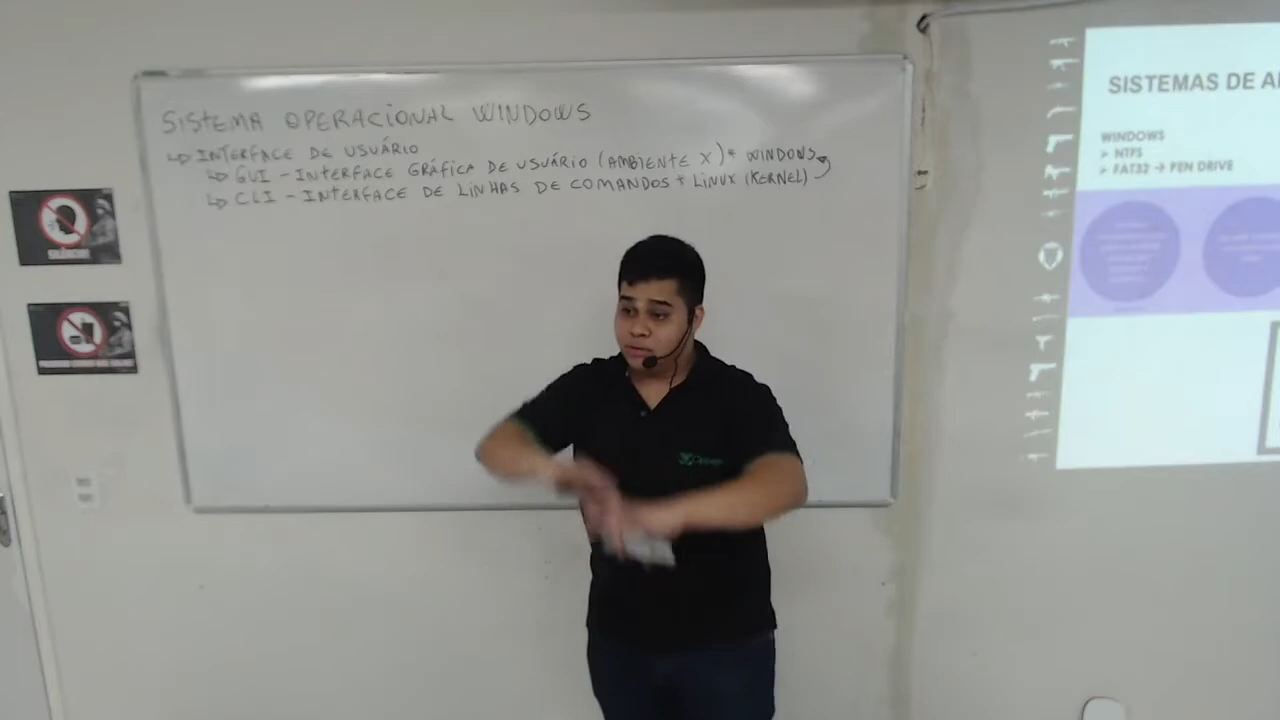 SISTEMA OPERACIONAL WINDOWS
↳ INTERFACE DE USUÁRIO
↳ GUI - INTERFACE GRÁFICA DE USUÁRIO (AMBIENTE X) * WINDOWS
↳ CLI - INTERFACE DE LINHAS DE COMANDOS + LINUX (KERNEL)
SISTEMAS DE A
WINDOWS
➢ NTFS
➢ FAT32 → PEN DRIVE